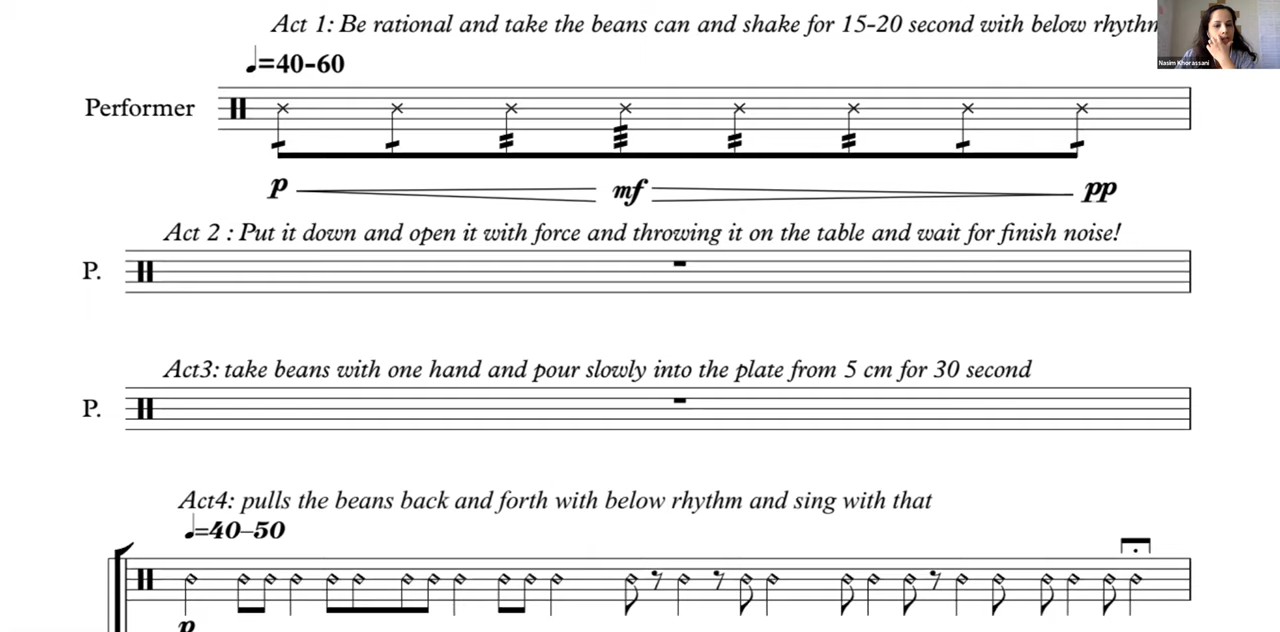 Act 1: Be rational and take the beans can and shake for 15-20 second with below rhythm
Nasim Khorassani
♩=40-60
Performer
p mf pp
Act 2 : Put it down and open it with force and throwing it on the table and wait for finish noise!
P.
Act3: take beans with one hand and pour slowly into the plate from 5 cm for 30 second
P.
Act4: pulls the beans back and forth with below rhythm and sing with that
♩=40–50
p